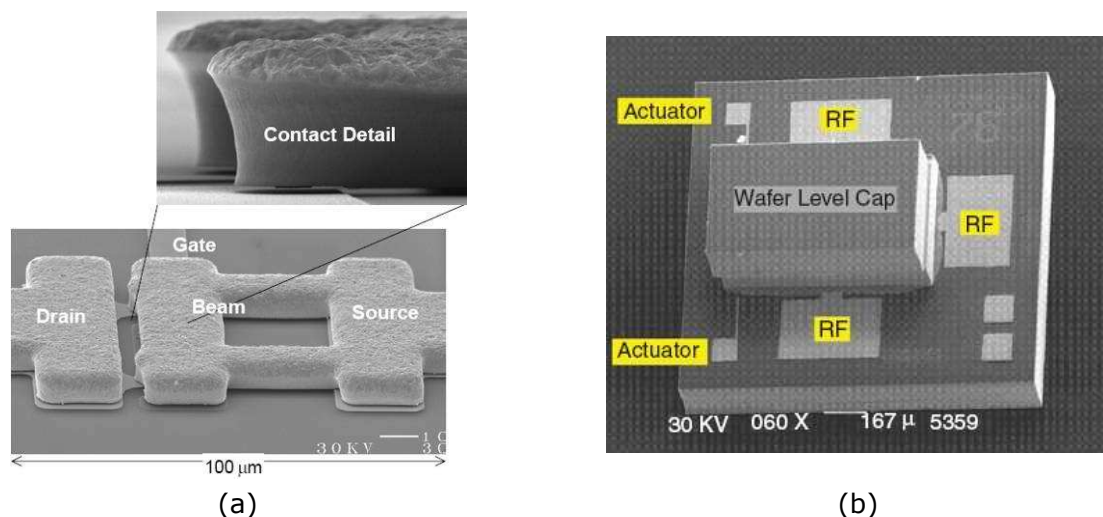 Contact Detail
Gate
Drain
Beam
Source
30KV
100 μm
(a)
Actuator
RF
Wafer Level Cap
RF
RF
Actuator
30 KV 060 X 167 μ 5359
(b)